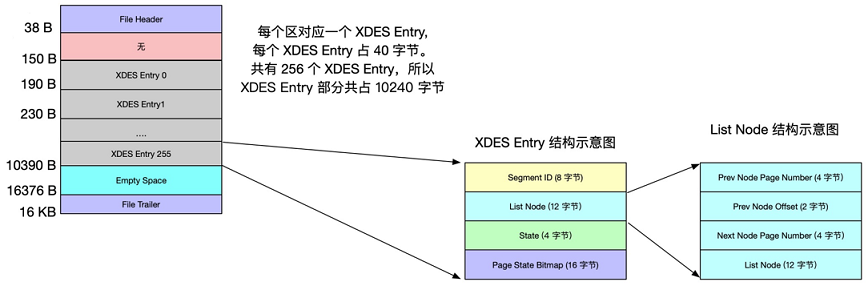 File Header
38 B
无
150 B
XDES Entry 0
190 B
XDES Entry1
230 B
....
XDES Entry 255
10390 B
Empty Space
16376 B
File Trailer
16 KB
每个区对应一个 XDES Entry,
每个 XDES Entry 占 40 字节。
共有 256 个 XDES Entry，所以
XDES Entry 部分共占 10240 字节
XDES Entry 结构示意图
Segment ID (8 字节)
List Node (12 字节)
State (4 字节)
Page State Bitmap (16 字节)
List Node 结构示意图
Prev Node Page Number (4 字节)
Prev Node Offset (2 字节)
Next Node Page Number (4 字节)
List Node (12 字节)